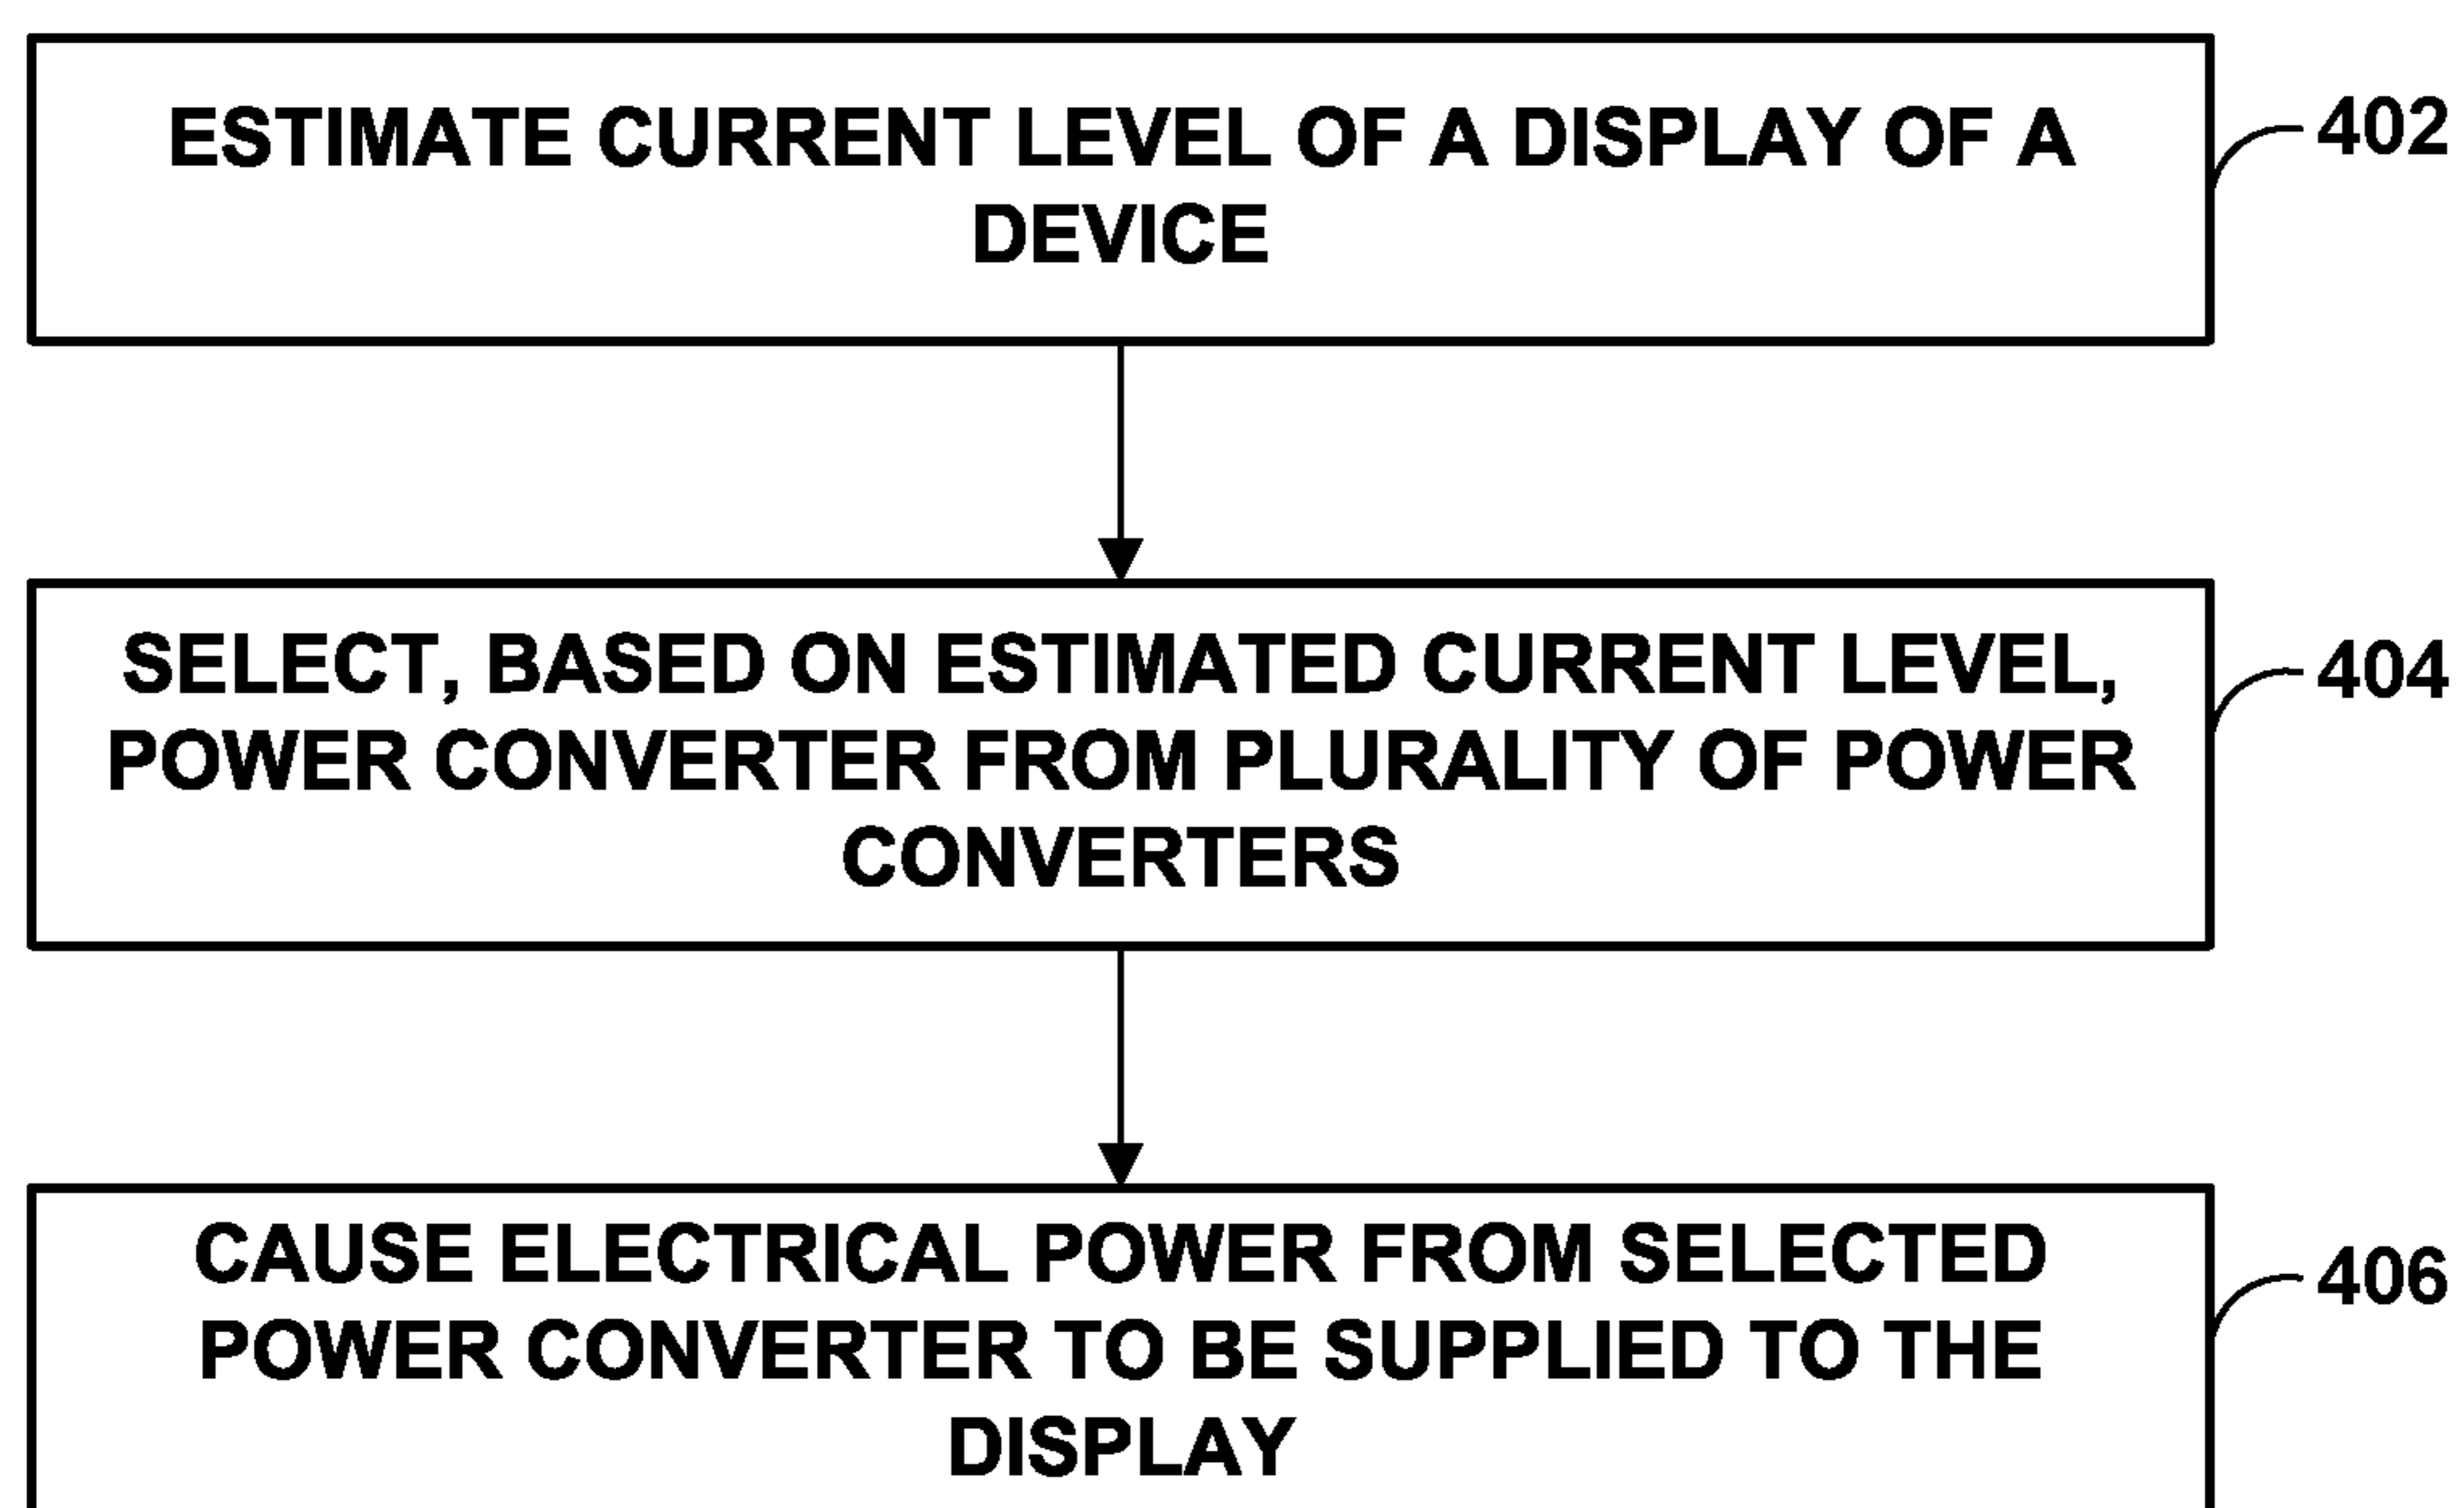 ESTIMATE CURRENT LEVEL OF A DISPLAY OF A
DEVICE
402
SELECT, BASED ON ESTIMATED CURRENT LEVEL,
POWER CONVERTER FROM PLURALITY OF POWER
CONVERTERS
404
CAUSE ELECTRICAL POWER FROM SELECTED
POWER CONVERTER TO BE SUPPLIED TO THE
DISPLAY
406